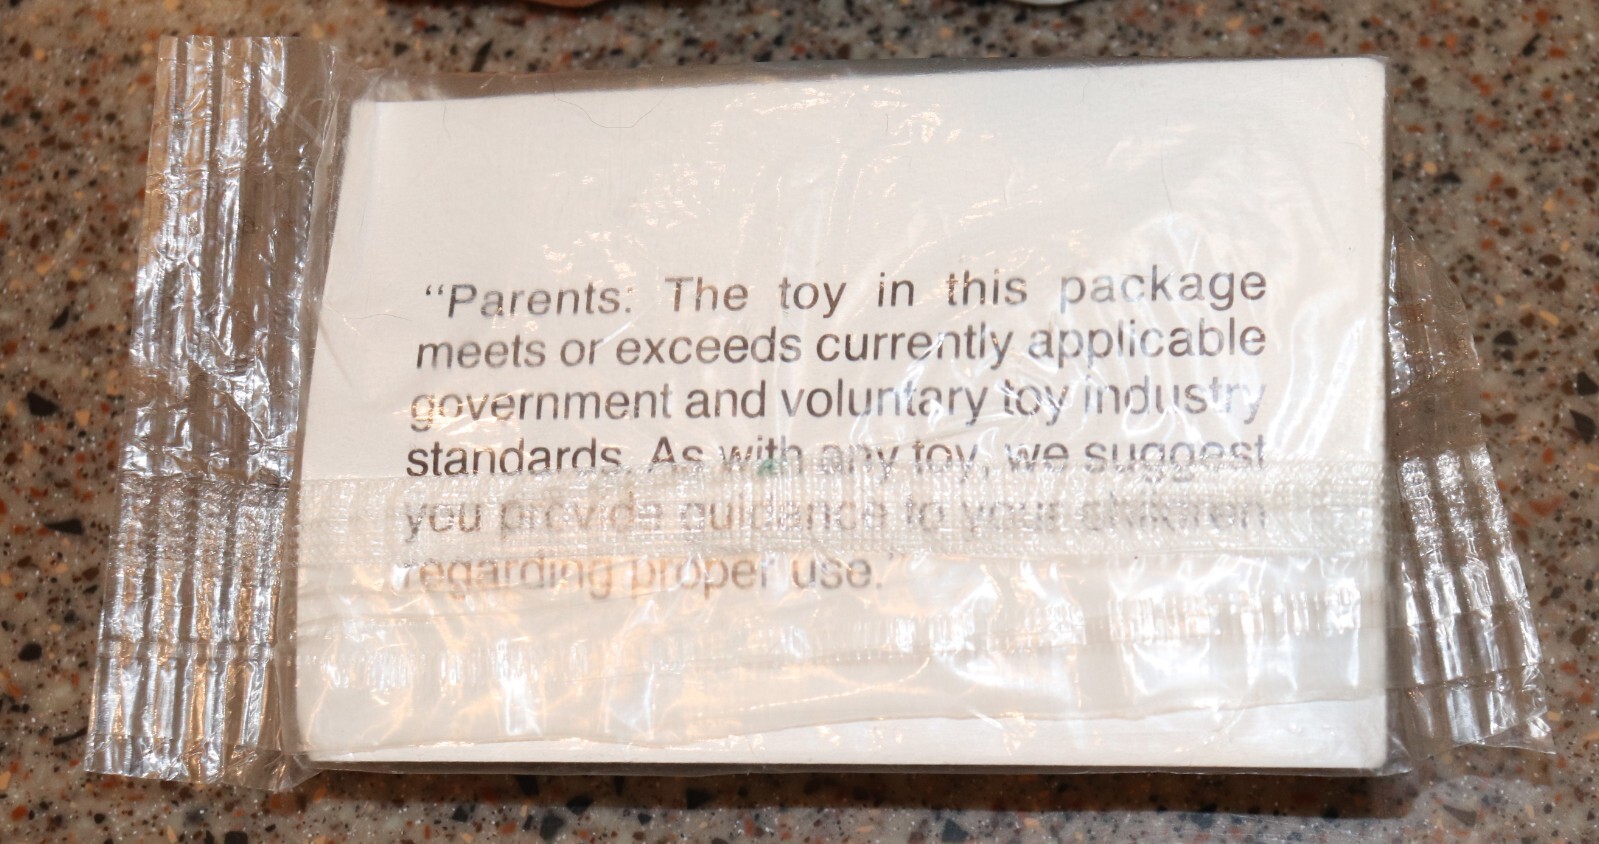 “Parents: The toy in this package
meets or exceeds currently applicable
government and voluntary toy industry
standards. As with any toy, we suggest
you provide guidance to your children
regarding proper use.”